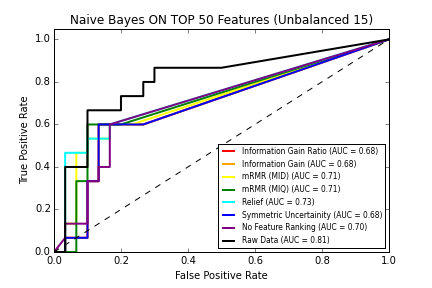 Naive Bayes ON TOP 50 Features (Unbalanced 15)
True Positive Rate
1.0
0.8
0.6
0.4
0.2
0.0
Information Gain Ratio (AUC = 0.68)
Information Gain (AUC = 0.68)
mRMR (MID) (AUC = 0.71)
mRMR (MIQ) (AUC = 0.71)
Relief (AUC = 0.73)
Symmetric Uncertainity (AUC = 0.68)
No Feature Ranking (AUC = 0.70)
Raw Data (AUC = 0.81)
0.0 0.2 0.4 0.6 0.8 1.0
False Positive Rate